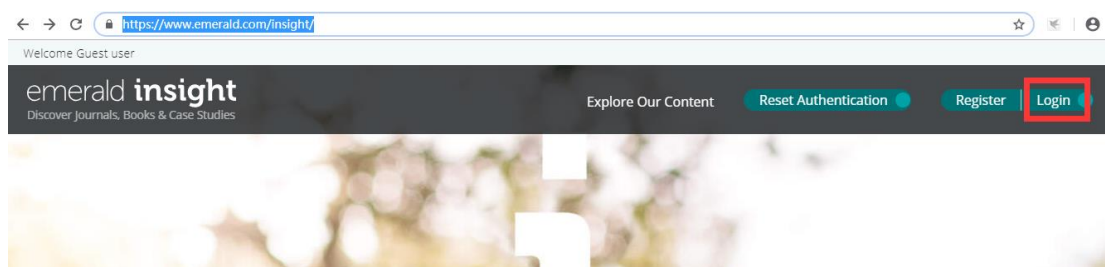 https://www.emerald.com/insight/
Welcome Guest user
emerald insight
Discover Journals, Books & Case Studies
Explore Our Content
Reset Authentication
Register
Login